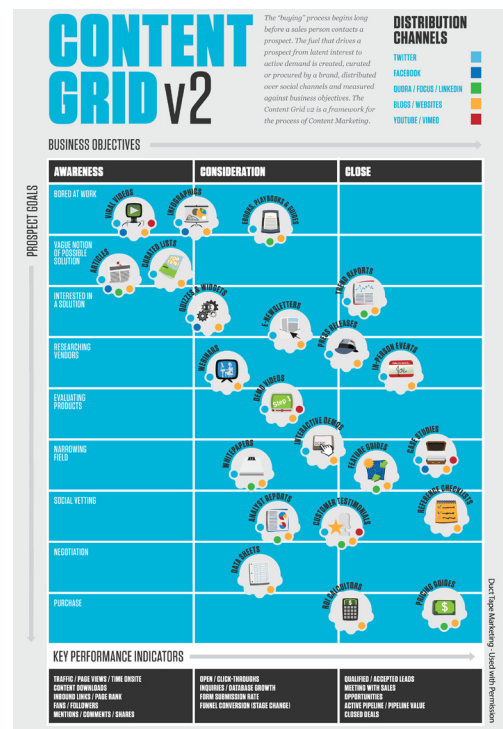 CONTENT
GRID v2
The "buying" process begins long
before a sales person contacts a
prospect. The fuel that drives a
prospect from latent interest to
active demand is created, curated
or procured by a brand, distributed
over social channels and measured
against business objectives. The
Content Grid v2 is a framework for
the process of Content Marketing.
DISTRIBUTION
CHANNELS
TWITTER
FACEBOOK
QUORA / FOCUS / LINKEDIN
BLOGS / WEBSITES
YOUTUBE / VIMEO
BUSINESS OBJECTIVES
PROSPECT GOALS
AWARENESS
CONSIDERATION
CLOSE
BORED AT WORK
VIRAL VIDEOS
INFOGRAPHICS
EBOOKS, PLAYBOOKS & GUIDES
VAGUE NOTION
OF POSSIBLE
SOLUTION
ARTICLES
CURATED LISTS
TREND REPORTS
INTERESTED IN
A SOLUTION
QUIZZES & WIDGETS
E-NEWSLETTERS
PRESS RELEASES
RESEARCHING
VENDORS
WEBINARS
IN-PERSON EVENTS
EVALUATING
PRODUCTS
DEMO VIDEOS
Step 1
INTERACTIVE DEMOS
NARROWING
FIELD
WHITEPAPERS
FEATURE GUIDES
CASE STUDIES
SOCIAL VETTING
ANALYST REPORTS
CUSTOMER TESTIMONIALS
REFERENCE CHECKLISTS
NEGOTIATION
DATA SHEETS
PURCHASE
ROI CALCULATORS
PRICING GUIDES
$
KEY PERFORMANCE INDICATORS
TRAFFIC / PAGE VIEWS / TIME ONSITE
CONTENT DOWNLOADS
INBOUND LINKS / PAGE RANK
FANS / FOLLOWERS
MENTIONS / COMMENTS / SHARES
OPEN / CLICK-THROUGHS
INQUIRIES / DATABASE GROWTH
FORM SUBMISSION RATE
FUNNEL CONVERSION (STAGE CHANGE)
QUALIFIED / ACCEPTED LEADS
MEETING WITH SALES
OPPORTUNITIES
ACTIVE PIPELINE / PIPELINE VALUE
CLOSED DEALS
Duct Tape Marketing - Used with Permission